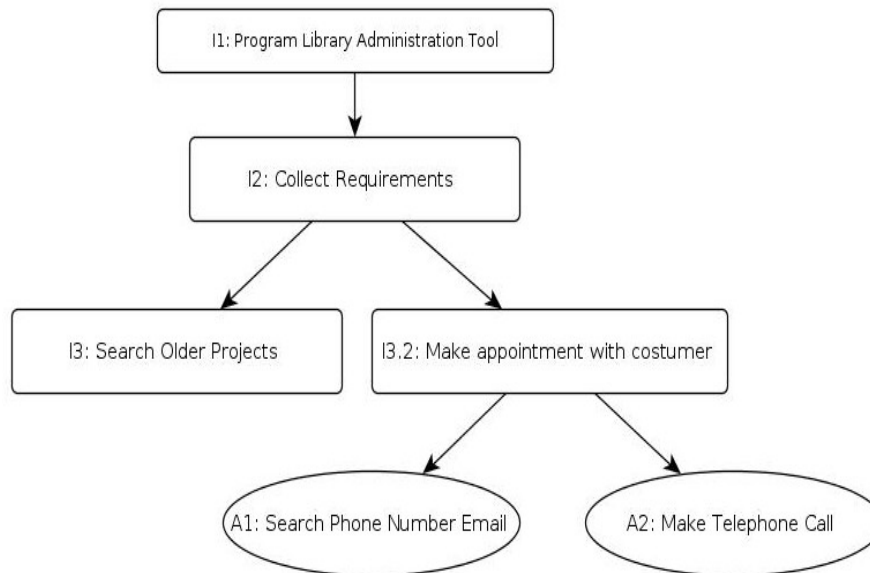 I1: Program Library Administration Tool
I2: Collect Requirements
I3: Search Older Projects
I3.2: Make appointment with costumer
A1: Search Phone Number Email
A2: Make Telephone Call